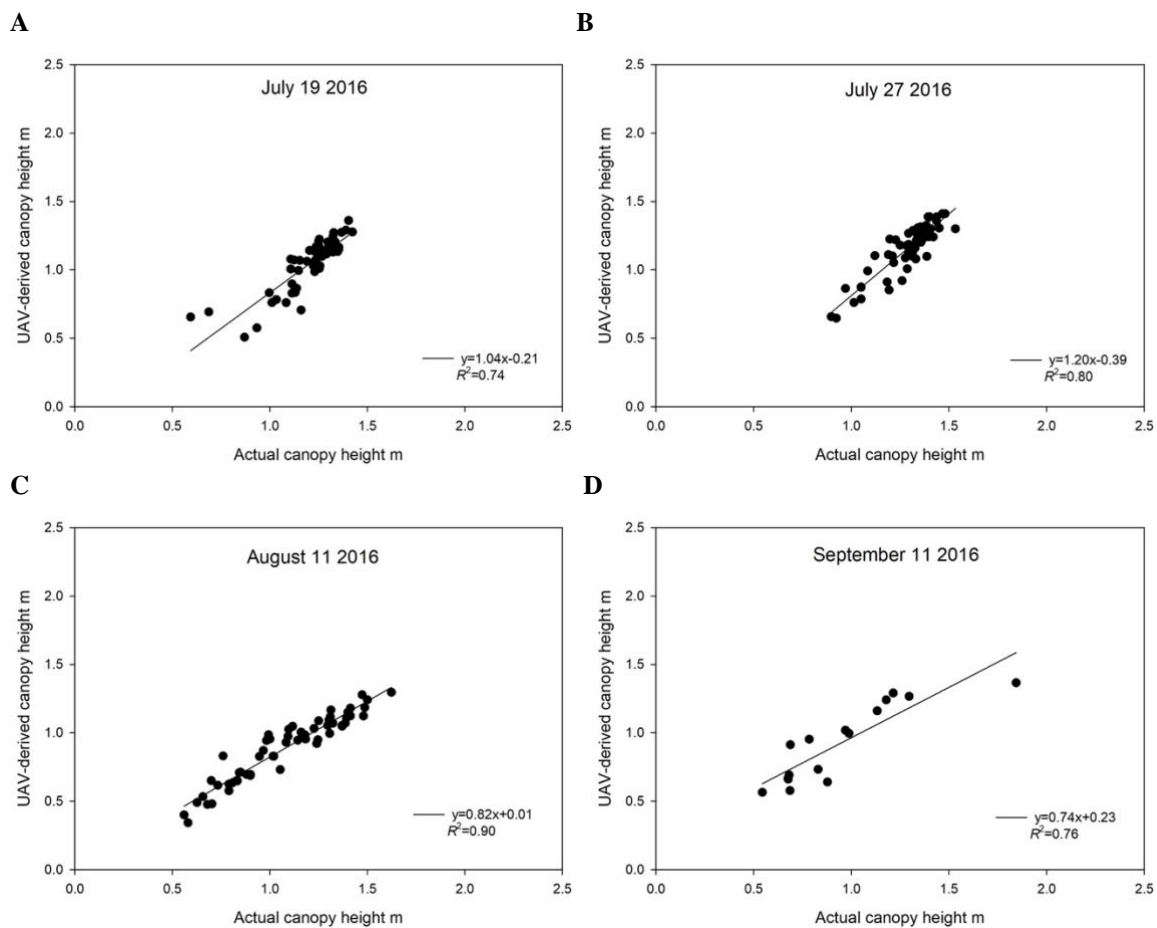 A
B
July 19 2016
UAV-derived canopy height m
2.5
2.0
1.5
1.0
0.5
0.0
y=1.04x-0.21
R²=0.74
0.0 0.5 1.0 1.5 2.0 2.5
Actual canopy height m
July 27 2016
UAV-derived canopy height m
2.5
2.0
1.5
1.0
0.5
0.0
y=1.20x-0.39
R²=0.80
0.0 0.5 1.0 1.5 2.0 2.5
Actual canopy height m
C
D
August 11 2016
UAV-derived canopy height m
2.5
2.0
1.5
1.0
0.5
0.0
y=0.82x+0.01
R²=0.90
0.0 0.5 1.0 1.5 2.0 2.5
Actual canopy height m
September 11 2016
UAV-derived canopy height m
2.5
2.0
1.5
1.0
0.5
0.0
y=0.74x+0.23
R²=0.76
0.0 0.5 1.0 1.5 2.0 2.5
Actual canopy height m